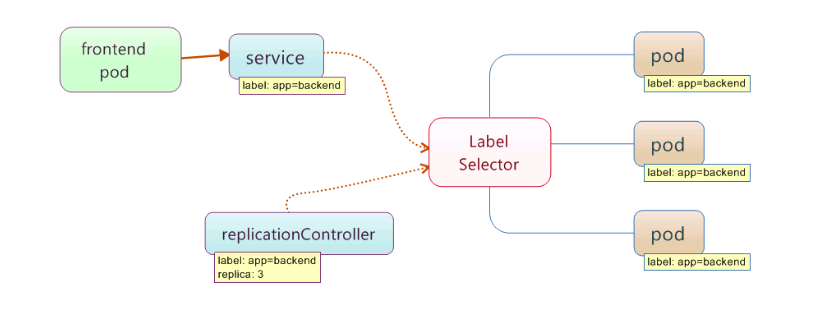 frontend
pod
service
label: app=backend
Label
Selector
replicationController
label: app=backend
replica: 3
pod
label: app=backend
pod
label: app=backend
pod
label: app=backend